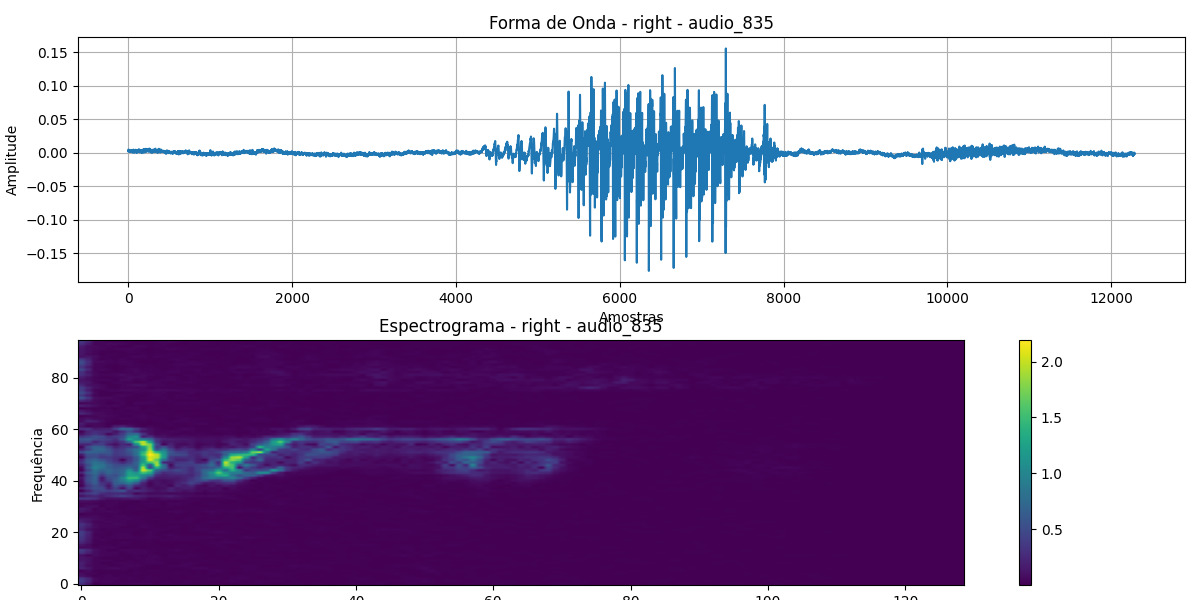 Forma de Onda - right - audio_835
Amplitude
0.15
0.10
0.05
0.00
−0.05
−0.10
−0.15
0 2000 4000 6000 8000 10000 12000
Amostras
Espectrograma - right - audio_835
Frequência
80
60
40
20
0
0 20 40 60 80 100 120
2.0
1.5
1.0
0.5